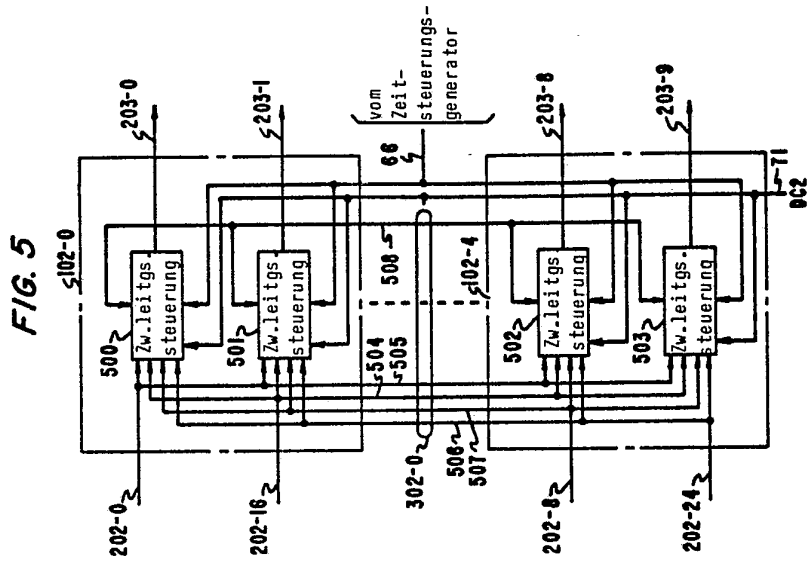 FIG. 5
102-0
500
Zw.leitgs.
steuerung
203-0
501
Zw.leitgs.
steuerung
203-1
202-0
202-16
504
505
506
507
508
302-0
66
(vom
Zeit-
steuerungs-
generator)
102-4
502
Zw.leitgs.
steuerung
203-8
503
Zw.leitgs.
steuerung
203-9
202-8
202-24
71
DC2